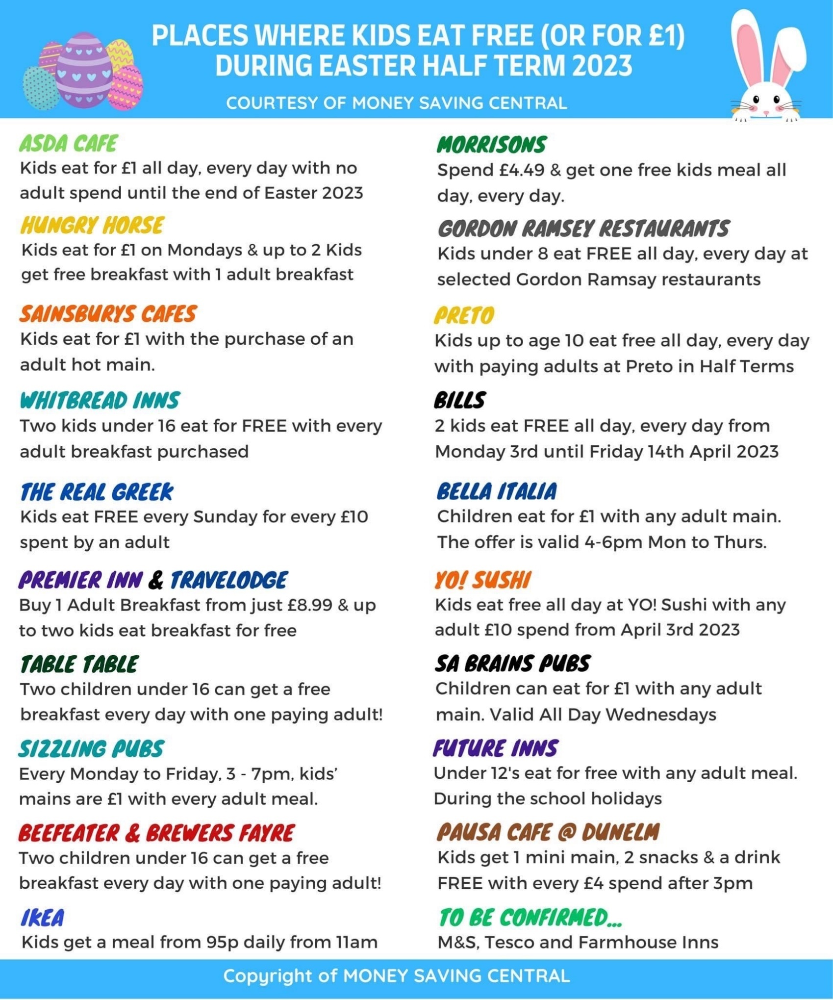 PLACES WHERE KIDS EAT FREE (OR FOR £1)
DURING EASTER HALF TERM 2023
COURTESY OF MONEY SAVING CENTRAL
ASDA CAFE
Kids eat for £1 all day, every day with no
adult spend until the end of Easter 2023
HUNGRY HORSE
Kids eat for £1 on Mondays & up to 2 Kids
get free breakfast with 1 adult breakfast
SAINSBURYS CAFES
Kids eat for £1 with the purchase of an
adult hot main.
WHITBREAD INNS
Two kids under 16 eat for FREE with every
adult breakfast purchased
THE REAL GREEK
Kids eat FREE every Sunday for every £10
spent by an adult
PREMIER INN & TRAVELODGE
Buy 1 Adult Breakfast from just £8.99 & up
to two kids eat breakfast for free
TABLE TABLE
Two children under 16 can get a free
breakfast every day with one paying adult!
SIZZLING PUBS
Every Monday to Friday, 3 - 7pm, kids’
mains are £1 with every adult meal.
BEEFEATER & BREWERS FAYRE
Two children under 16 can get a free
breakfast every day with one paying adult!
IKEA
Kids get a meal from 95p daily from 11am
MORRISONS
Spend £4.49 & get one free kids meal all
day, every day.
GORDON RAMSEY RESTAURANTS
Kids under 8 eat FREE all day, every day at
selected Gordon Ramsay restaurants
PRETO
Kids up to age 10 eat free all day, every day
with paying adults at Preto in Half Terms
BILLS
2 kids eat FREE all day, every day from
Monday 3rd until Friday 14th April 2023
BELLA ITALIA
Children eat for £1 with any adult main.
The offer is valid 4-6pm Mon to Thurs.
YO! SUSHI
Kids eat free all day at YO! Sushi with any
adult £10 spend from April 3rd 2023
SA BRAINS PUBS
Children can eat for £1 with any adult
main. Valid All Day Wednesdays
FUTURE INNS
Under 12's eat for free with any adult meal.
During the school holidays
PAUSA CAFE @ DUNELM
Kids get 1 mini main, 2 snacks & a drink
FREE with every £4 spend after 3pm
TO BE CONFIRMED...
M&S, Tesco and Farmhouse Inns
Copyright of MONEY SAVING CENTRAL